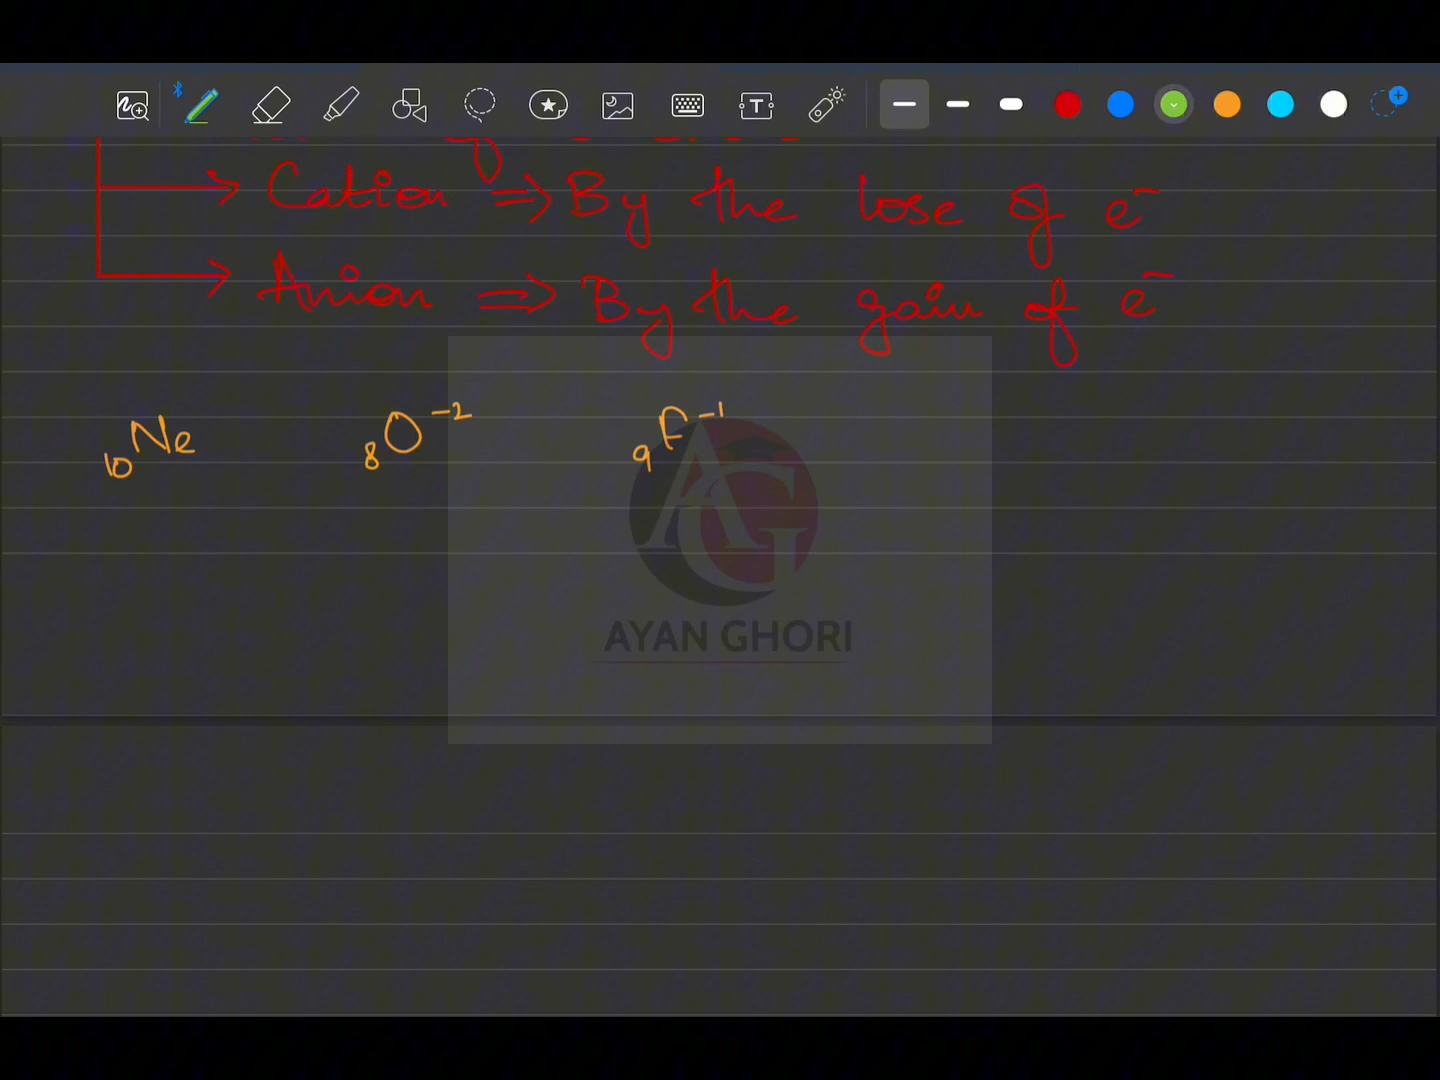 → Cation ⇒ By the lose of e⁻
→ Anion ⇒ By the gain of e⁻
₁₀Ne ₈O⁻² ₉F⁻¹
AYAN GHORI